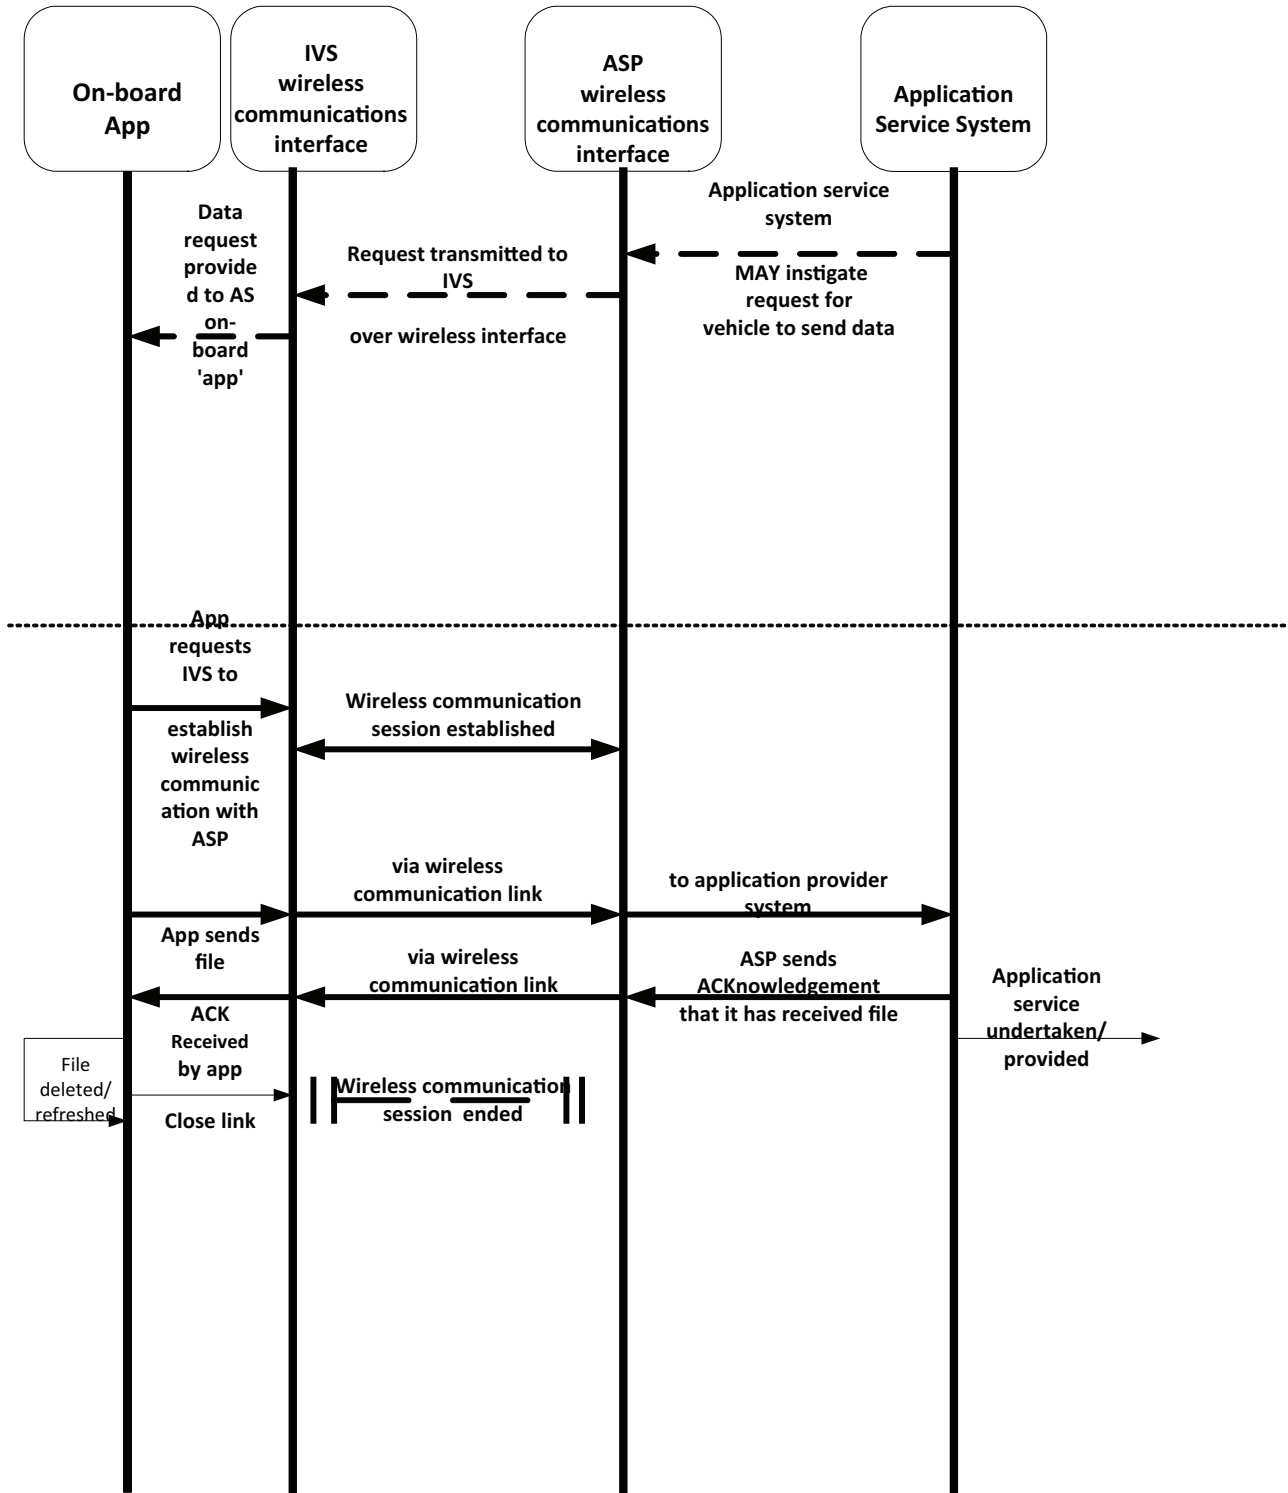 On-board
App
IVS
wireless
communications
interface
ASP
wireless
communications
interface
Application
Service System
Data
request
provide
d to AS
on-
board
'app'
Request transmitted to
IVS
over wireless interface
Application service
system
MAY instigate
request for
vehicle to send data
App
requests
IVS to
establish
wireless
communic
ation with
ASP
Wireless communication
session established
App sends
file
via wireless
communication link
to application provider
system
ACK
Received
by app
via wireless
communication link
ASP sends
ACKnowledgement
that it has received file
Application
service
undertaken/
provided
File
deleted/
refreshed
Close link
Wireless communication
session ended